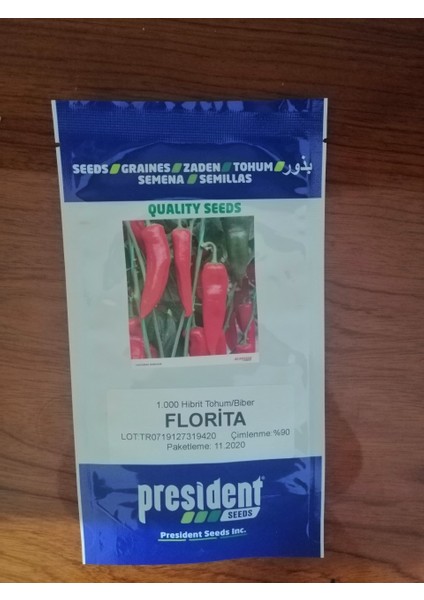 SEEDS GRAINES ZADEN TOHUM بذور
SEMENA SEMILLAS
QUALITY SEEDS
1.000 Hibrit Tohum/Biber
FLORİTA
LOT:TR0719127319420 Çimlenme:%90
Paketleme: 11.2020
president
SEEDS
President Seeds Inc.